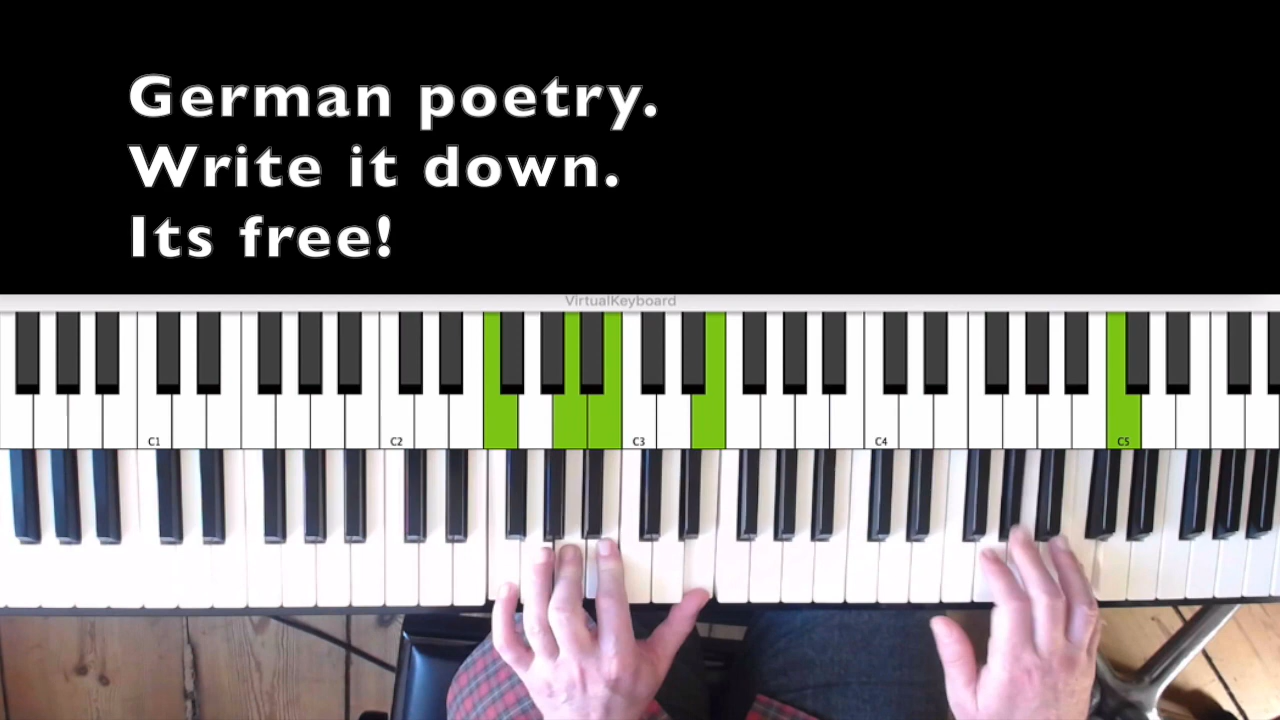 German poetry.
Write it down.
Its free!
VirtualKeyboard
C1 C2 C3 C4 C5